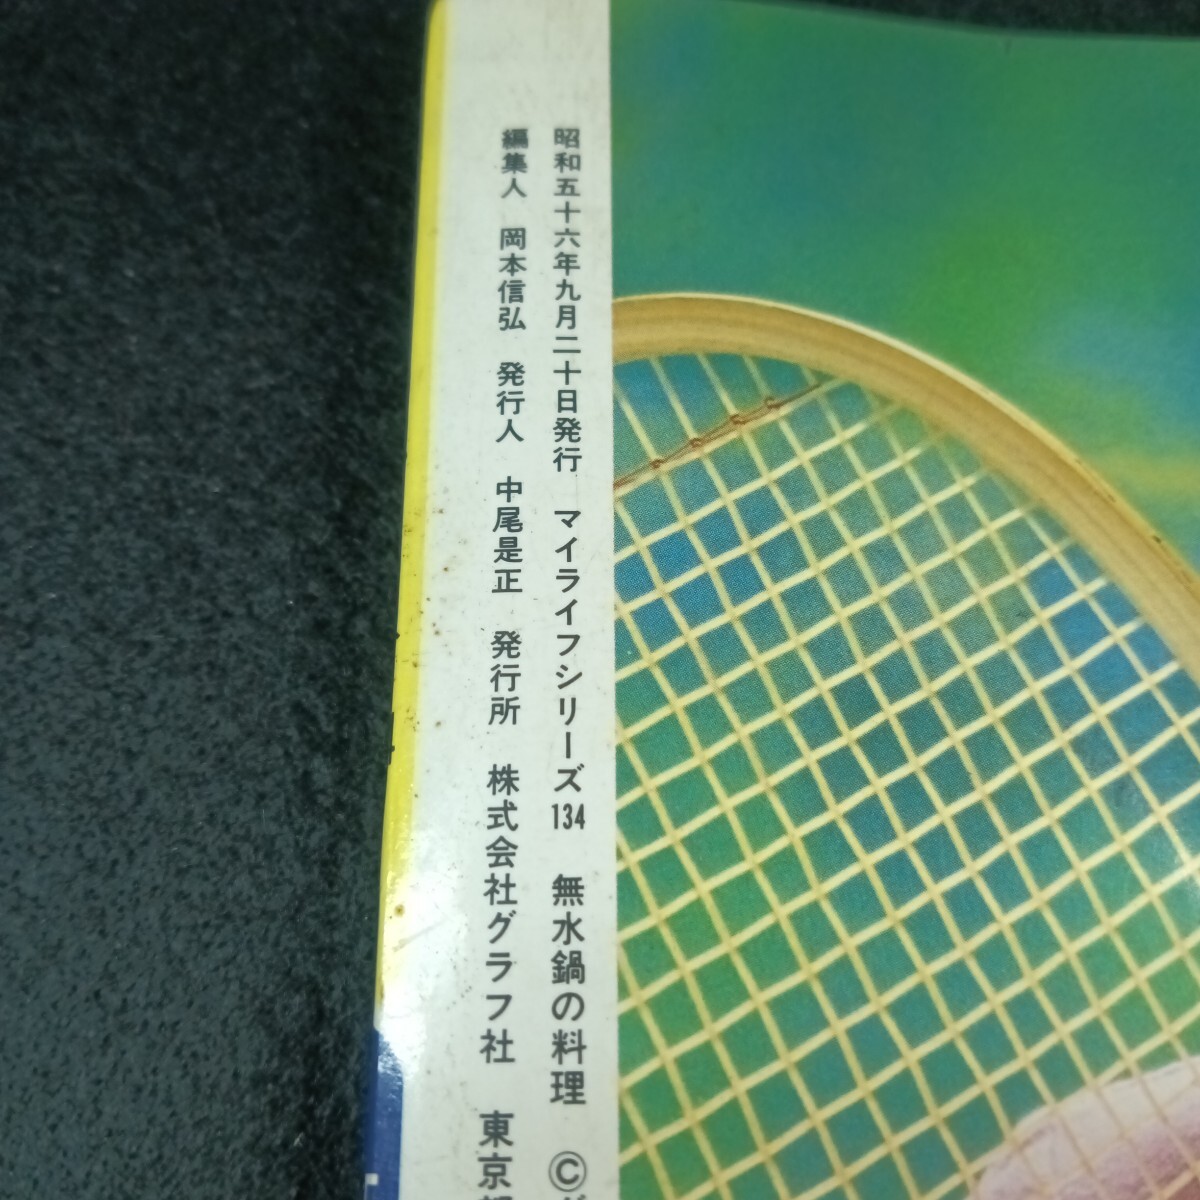 昭和五十六年九月二十日発行 マイライフシリーズ134 無水鍋の料理 ©
編集人 岡本信弘 発行人 中尾是正 発行所 株式会社グラフ社 東京都